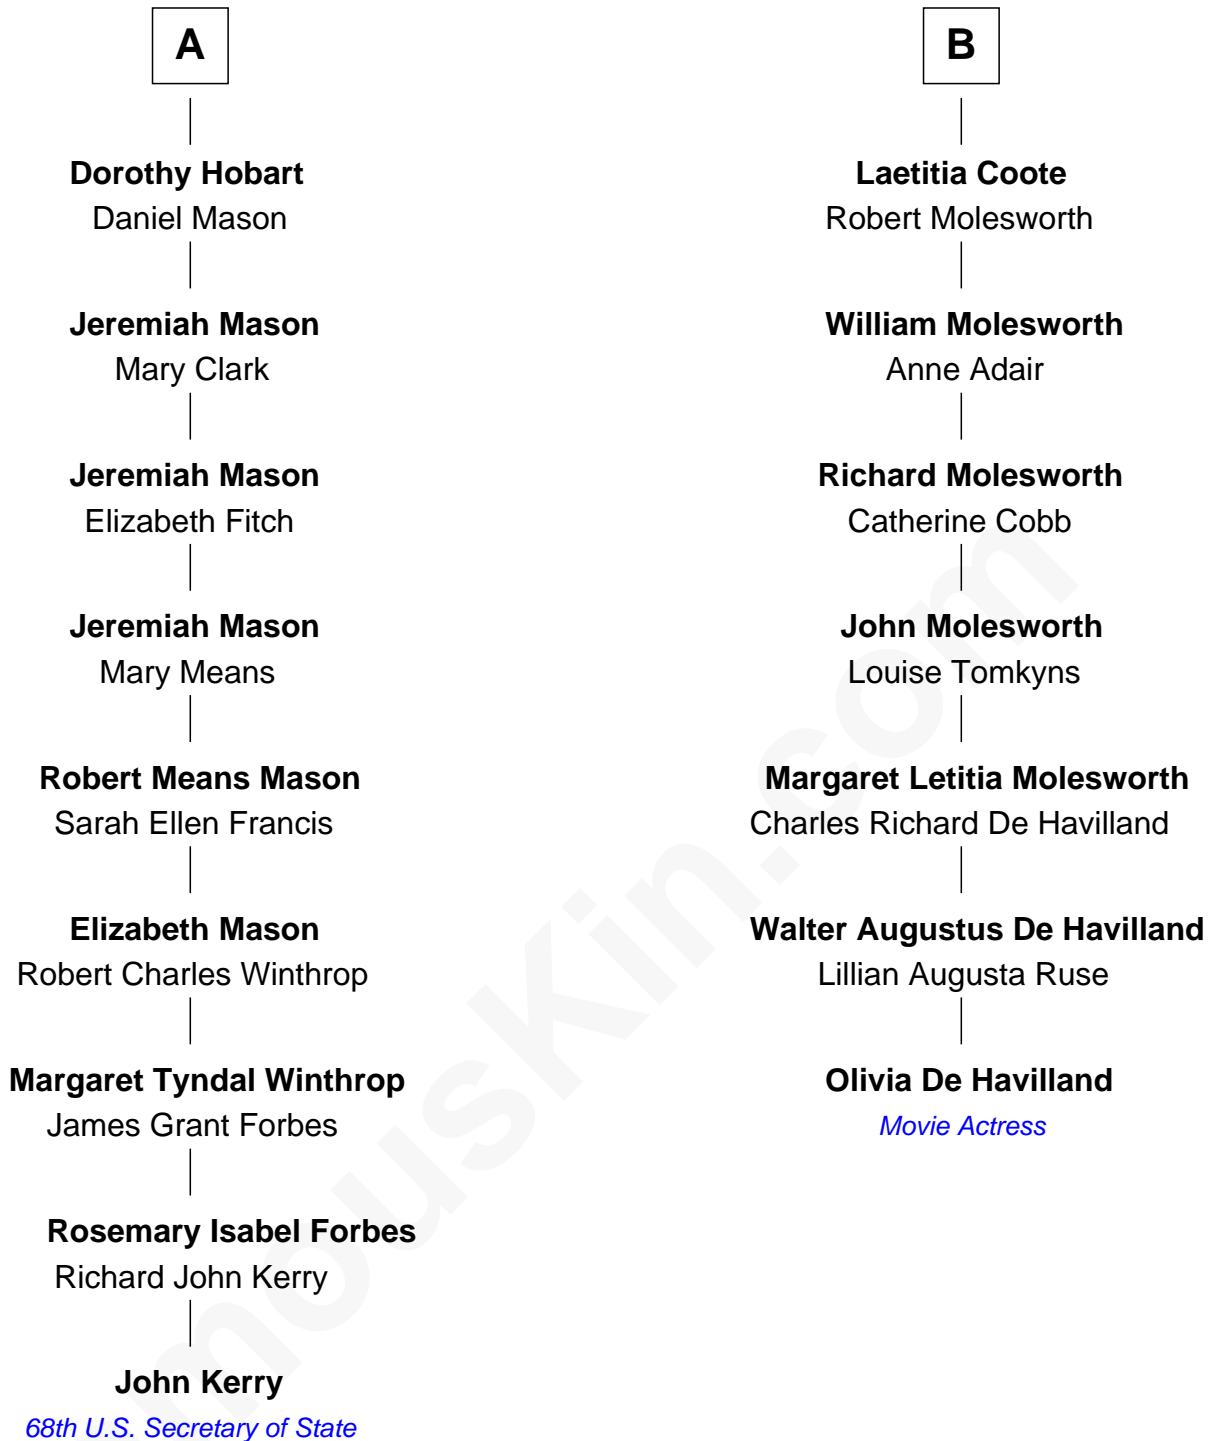 A
Dorothy Hobart
Daniel Mason
Jeremiah Mason
Mary Clark
Jeremiah Mason
Elizabeth Fitch
Jeremiah Mason
Mary Means
Robert Means Mason
Sarah Ellen Francis
Elizabeth Mason
Robert Charles Winthrop
Margaret Tyndal Winthrop
James Grant Forbes
Rosemary Isabel Forbes
Richard John Kerry
John Kerry
68th U.S. Secretary of State
B
Laetitia Coote
Robert Molesworth
William Molesworth
Anne Adair
Richard Molesworth
Catherine Cobb
John Molesworth
Louise Tomkyns
Margaret Letitia Molesworth
Charles Richard De Havilland
Walter Augustus De Havilland
Lillian Augusta Ruse
Olivia De Havilland
Movie Actress
mousKin.com